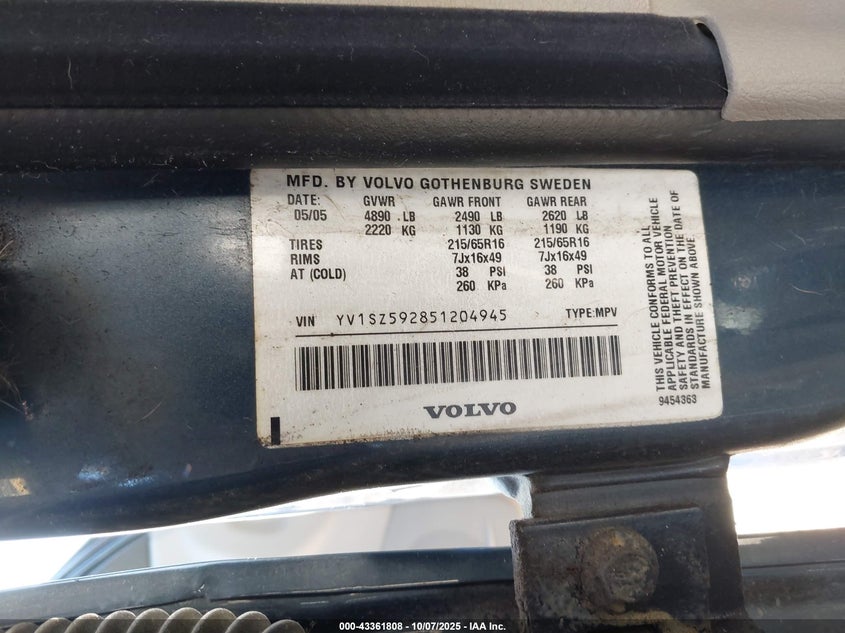 MFD. BY VOLVO GOTHENBURG SWEDEN
DATE: GVWR GAWR FRONT GAWR REAR
05/05 4890 LB 2490 LB 2620 LB
2220 KG 1130 KG 1190 KG
TIRES 215/65R16 215/65R16
RIMS 7Jx16x49 7Jx16x49
AT (COLD) 38 PSI 38 PSI
260 KPa 260 KPa
VIN YV1SZ592851204945 TYPE:MPV
VOLVO
THIS VEHICLE CONFORMS TO ALL
APPLICABLE FEDERAL MOTOR VEHICLE
SAFETY AND THEFT PREVENTION
STANDARDS IN EFFECT ON THE DATE OF
MANUFACTURE SHOWN ABOVE
9454363
000-43361808 - 10/07/2025 - IAA Inc.